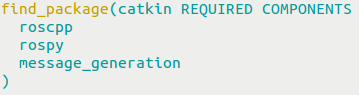 find_package(catkin REQUIRED COMPONENTS
  roscpp
  rospy
  message_generation
)